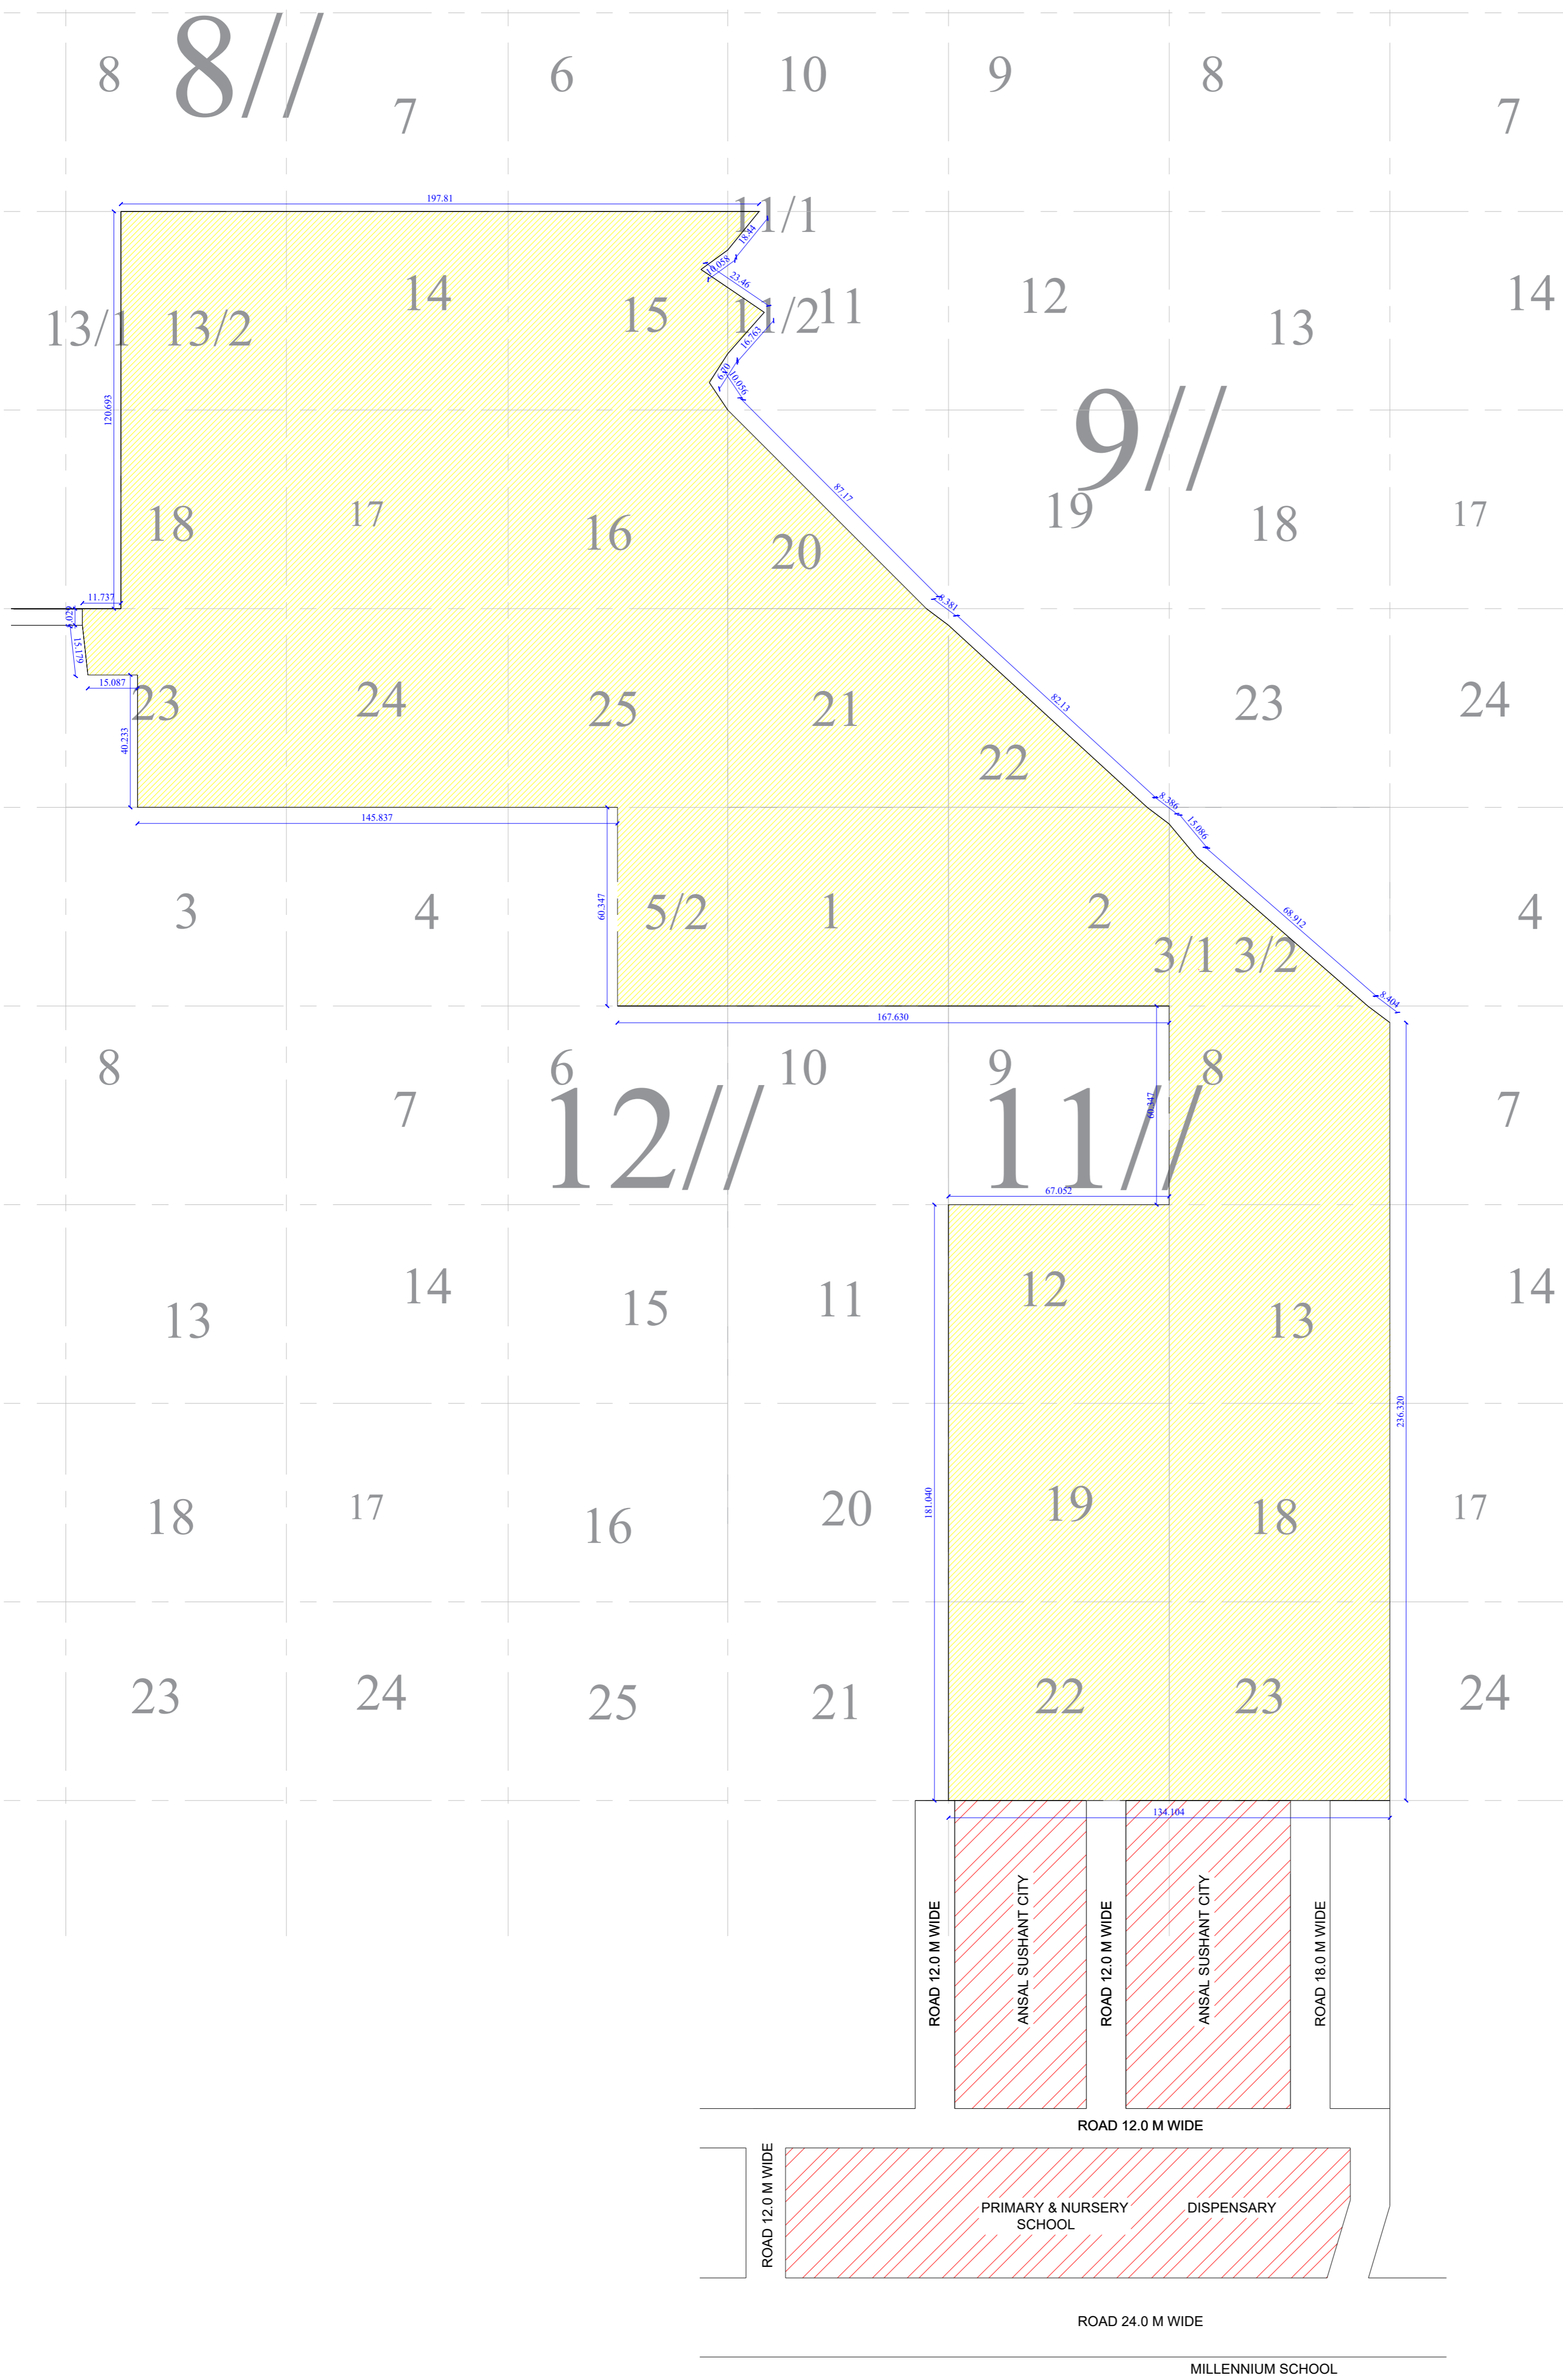 8 8// 7 6 10 9 8 7
197.81
11/1
18.44
10.058
23.46
13/1 13/2 14 15 11/2 11 12 13 14
16.763
6.70
10.056
120.693
9//
87.17
18 17 16 20 19 18 17
11.737
5.029
8.381
15.179
15.087
23 24 25 21 22 23 24
82.13
40.233
8.386
15.086
145.837
60.347
3 4 5/2 1 2 3/1 3/2 4
68.912
8.404
167.630
8 7 6 10 9 8 7
12// 11//
60.347
67.052
13 14 15 11 12 13 14
236.320
181.040
18 17 16 20 19 18 17
23 24 25 21 22 23 24
134.104
ROAD 12.0 M WIDE
ANSAL SUSHANT CITY
ROAD 12.0 M WIDE
ANSAL SUSHANT CITY
ROAD 18.0 M WIDE
ROAD 12.0 M WIDE
ROAD 12.0 M WIDE
PRIMARY & NURSERY
SCHOOL
DISPENSARY
ROAD 24.0 M WIDE
MILLENNIUM SCHOOL